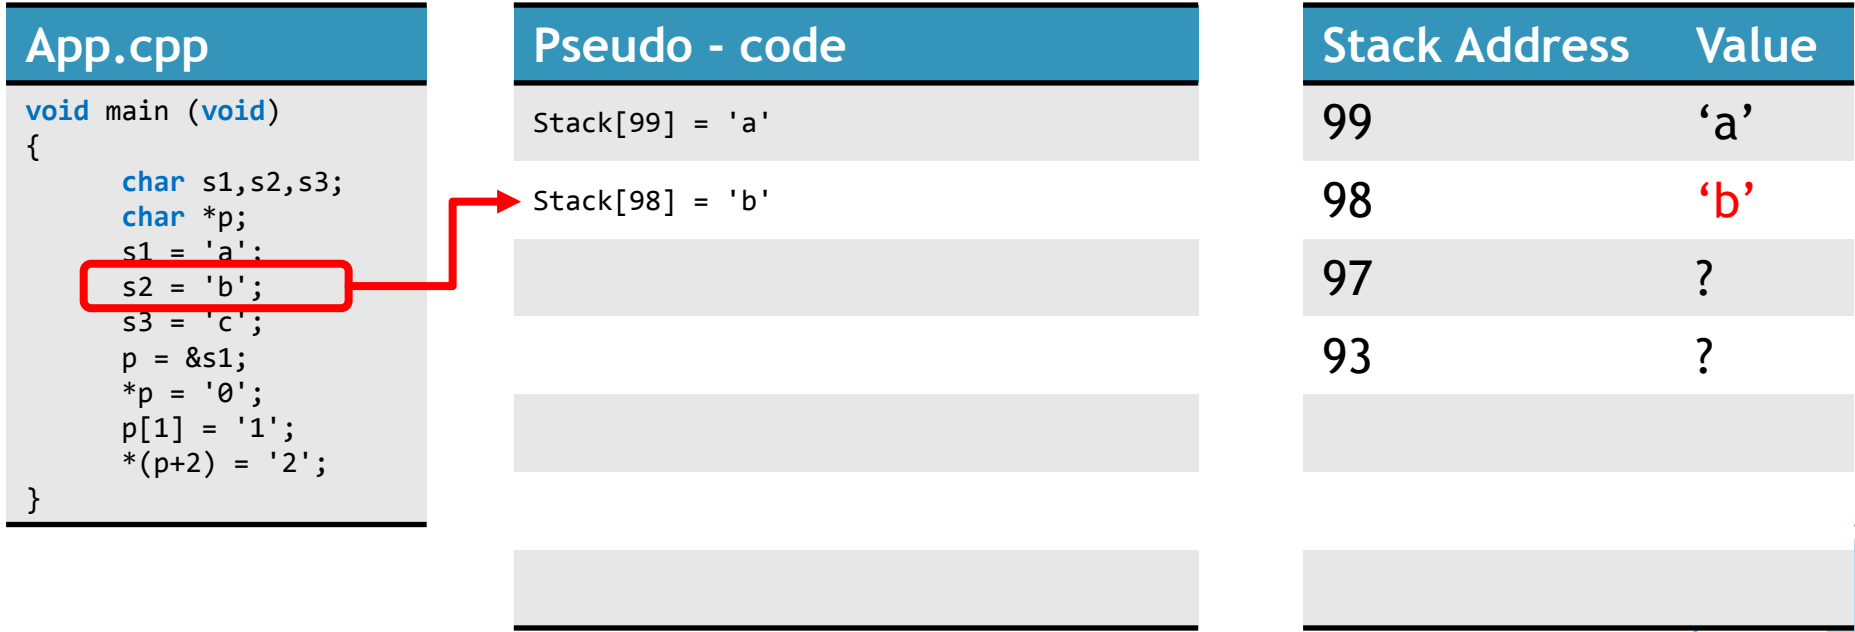 App.cpp
void main (void)
{
char s1,s2,s3;
char *p;
s1 = 'a';
s2 = 'b';
s3 = 'c';
p = &s1;
*p = '0';
p[1] = '1';
*(p+2) = '2';
}
Pseudo - code
Stack[99] = 'a'
Stack[98] = 'b'
Stack Address Value
99 ‘a’
98 ‘b’
97 ?
93 ?